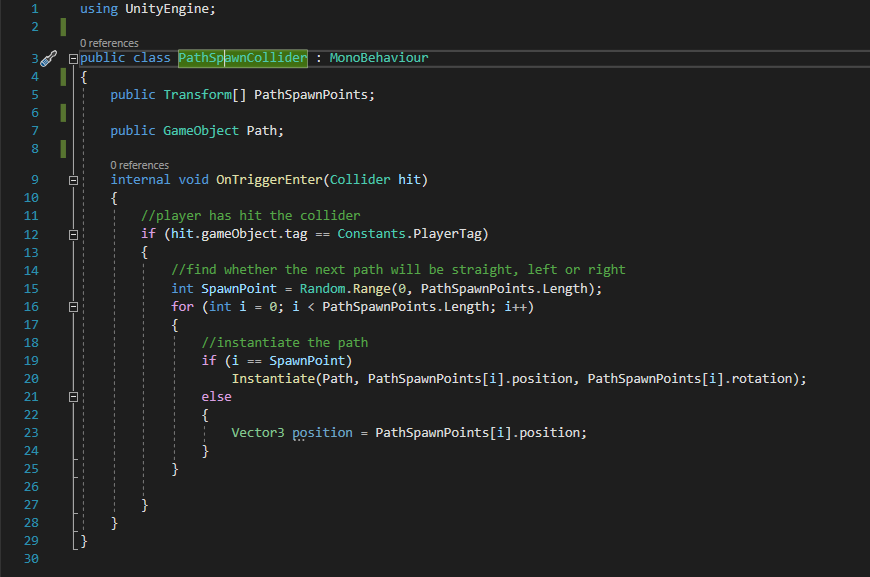 1 using UnityEngine;
2
0 references
3 public class PathSpawnCollider : MonoBehaviour
4 {
5 public Transform[] PathSpawnPoints;
6
7 public GameObject Path;
8
0 references
9 internal void OnTriggerEnter(Collider hit)
10 {
11 //player has hit the collider
12 if (hit.gameObject.tag == Constants.PlayerTag)
13 {
14 //find whether the next path will be straight, left or right
15 int SpawnPoint = Random.Range(0, PathSpawnPoints.Length);
16 for (int i = 0; i < PathSpawnPoints.Length; i++)
17 {
18 //instantiate the path
19 if (i == SpawnPoint)
20 Instantiate(Path, PathSpawnPoints[i].position, PathSpawnPoints[i].rotation);
21 else
22 {
23 Vector3 position = PathSpawnPoints[i].position;
24 }
25 }
26
27 }
28 }
29 }
30